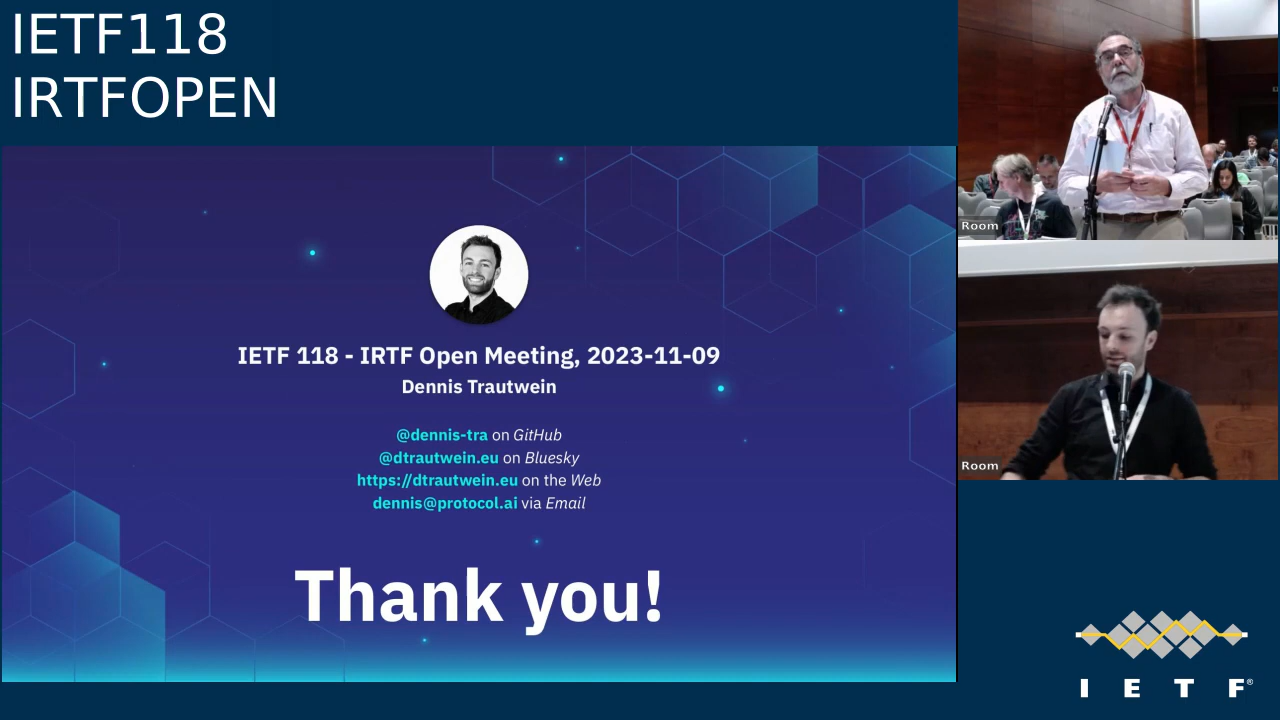 IETF118
IRTFOPEN
IETF 118 - IRTF Open Meeting, 2023-11-09
Dennis Trautwein
@dennis-tra on GitHub
@dtrautwein.eu on Bluesky
https://dtrautwein.eu on the Web
dennis@protocol.ai via Email
Thank you!
Room
Room
I E T F®